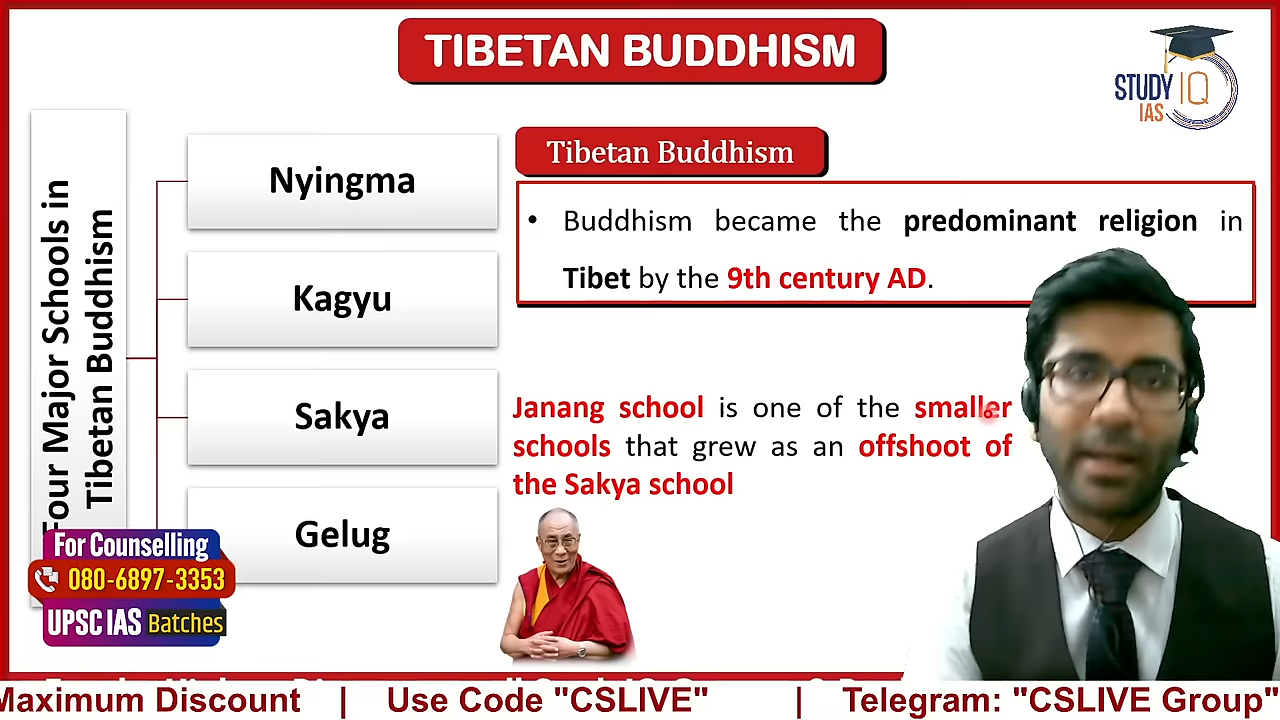 TIBETAN BUDDHISM
STUDY IQ
IAS
Four Major Schools in
Tibetan Buddhism
Nyingma
Kagyu
Sakya
Gelug
Tibetan Buddhism
• Buddhism became the predominant religion in
Tibet by the 9th century AD.
Janang school is one of the smaller
schools that grew as an offshoot of
the Sakya school
For Counselling
080-6897-3353
UPSC IAS Batches
Maximum Discount | Use Code "CSLIVE" | Telegram: "CSLIVE Group"